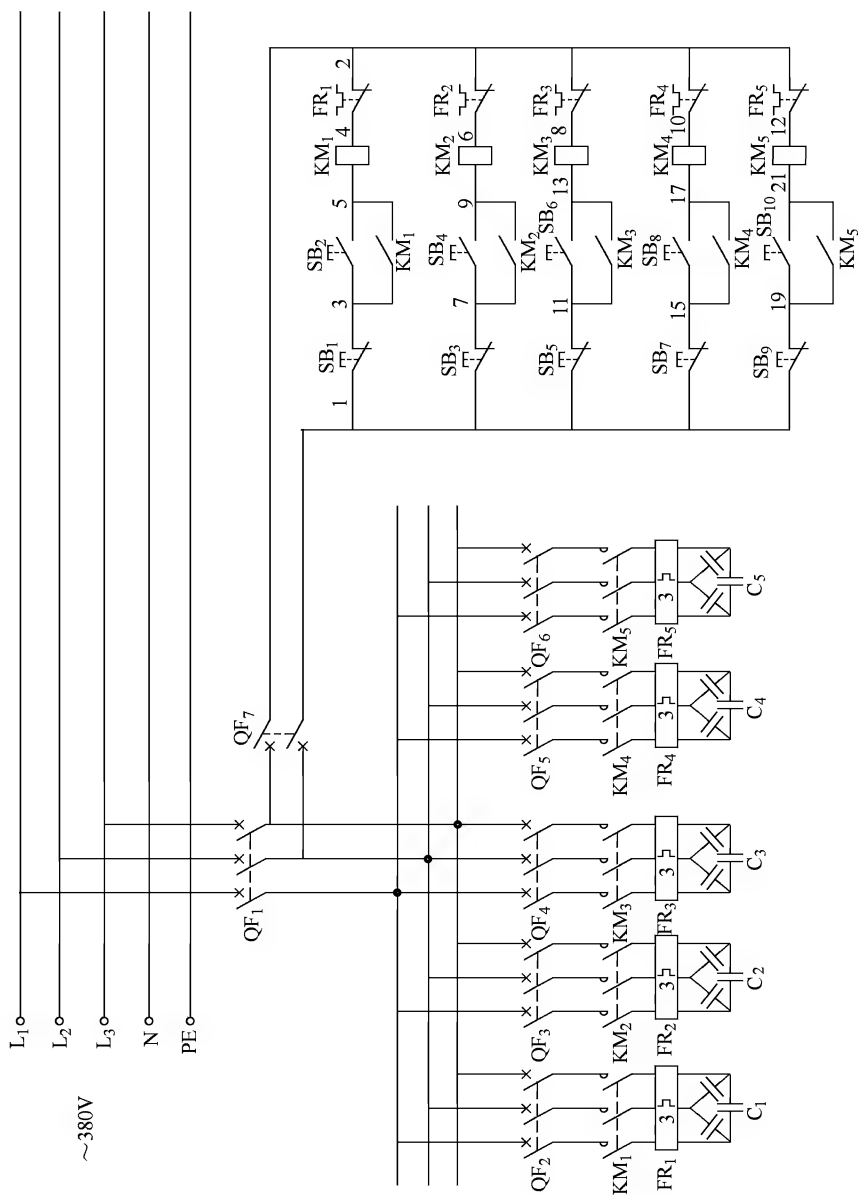 L₁
L₂
L₃
N
PE
～380V
QF₁
QF₇
QF₂
QF₃
QF₄
QF₅
QF₆
KM₁
KM₂
KM₃
KM₄
KM₅
3
3
3
3
3
FR₁
FR₂
FR₃
FR₄
FR₅
C₁
C₂
C₃
C₄
C₅
1
SB₁
3
SB₂
KM₁
5
KM₁
4
FR₁
2
SB₃
7
SB₄
KM₂
9
KM₂
6
FR₂
SB₅
11
SB₆
KM₃
13
KM₃
8
FR₃
SB₇
15
SB₈
KM₄
17
KM₄
10
FR₄
SB₉
19
SB₁₀
KM₅
21
KM₅
12
FR₅